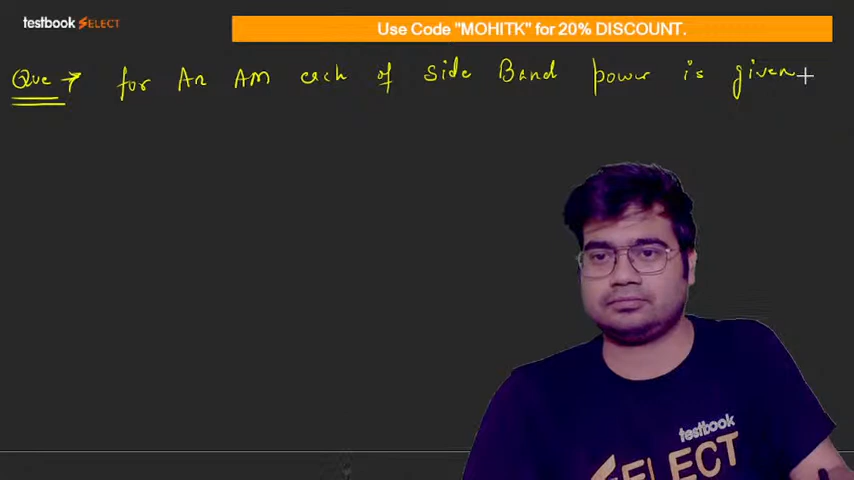 testbook SELECT
Use Code "MOHITK" for 20% DISCOUNT.
Que → for An AM each of Side Band power is given
testbook
SELECT